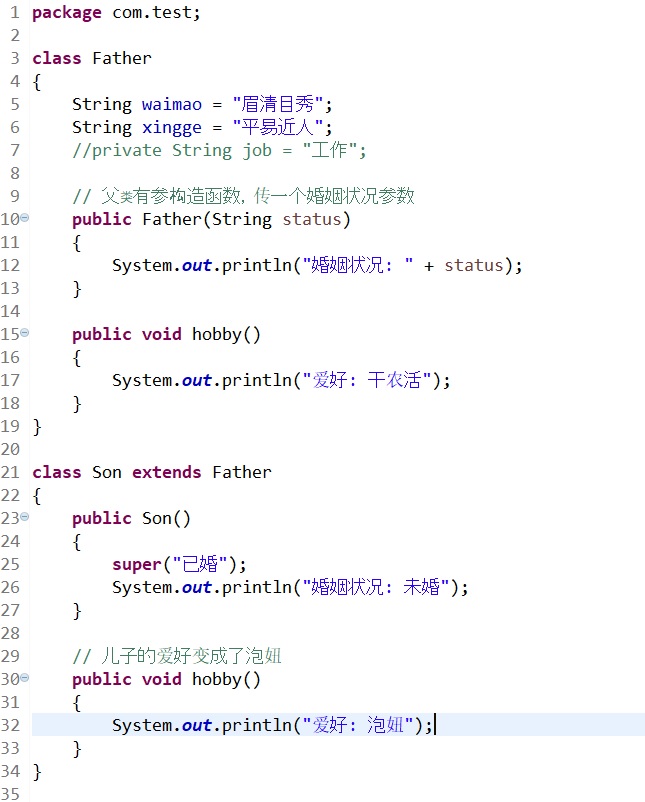 1 package com.test;
2
3 class Father
4 {
5     String waimao = "眉清目秀";
6     String xingge = "平易近人";
7     //private String job = "工作";
8
9     // 父类有参构造函数, 传一个婚姻状况参数
10     public Father(String status)
11     {
12         System.out.println("婚姻状况: " + status);
13     }
14
15     public void hobby()
16     {
17         System.out.println("爱好: 干农活");
18     }
19 }
20
21 class Son extends Father
22 {
23     public Son()
24     {
25         super("已婚");
26         System.out.println("婚姻状况: 未婚");
27     }
28
29     // 儿子的爱好变成了泡妞
30     public void hobby()
31     {
32         System.out.println("爱好: 泡妞");
33     }
34 }
35